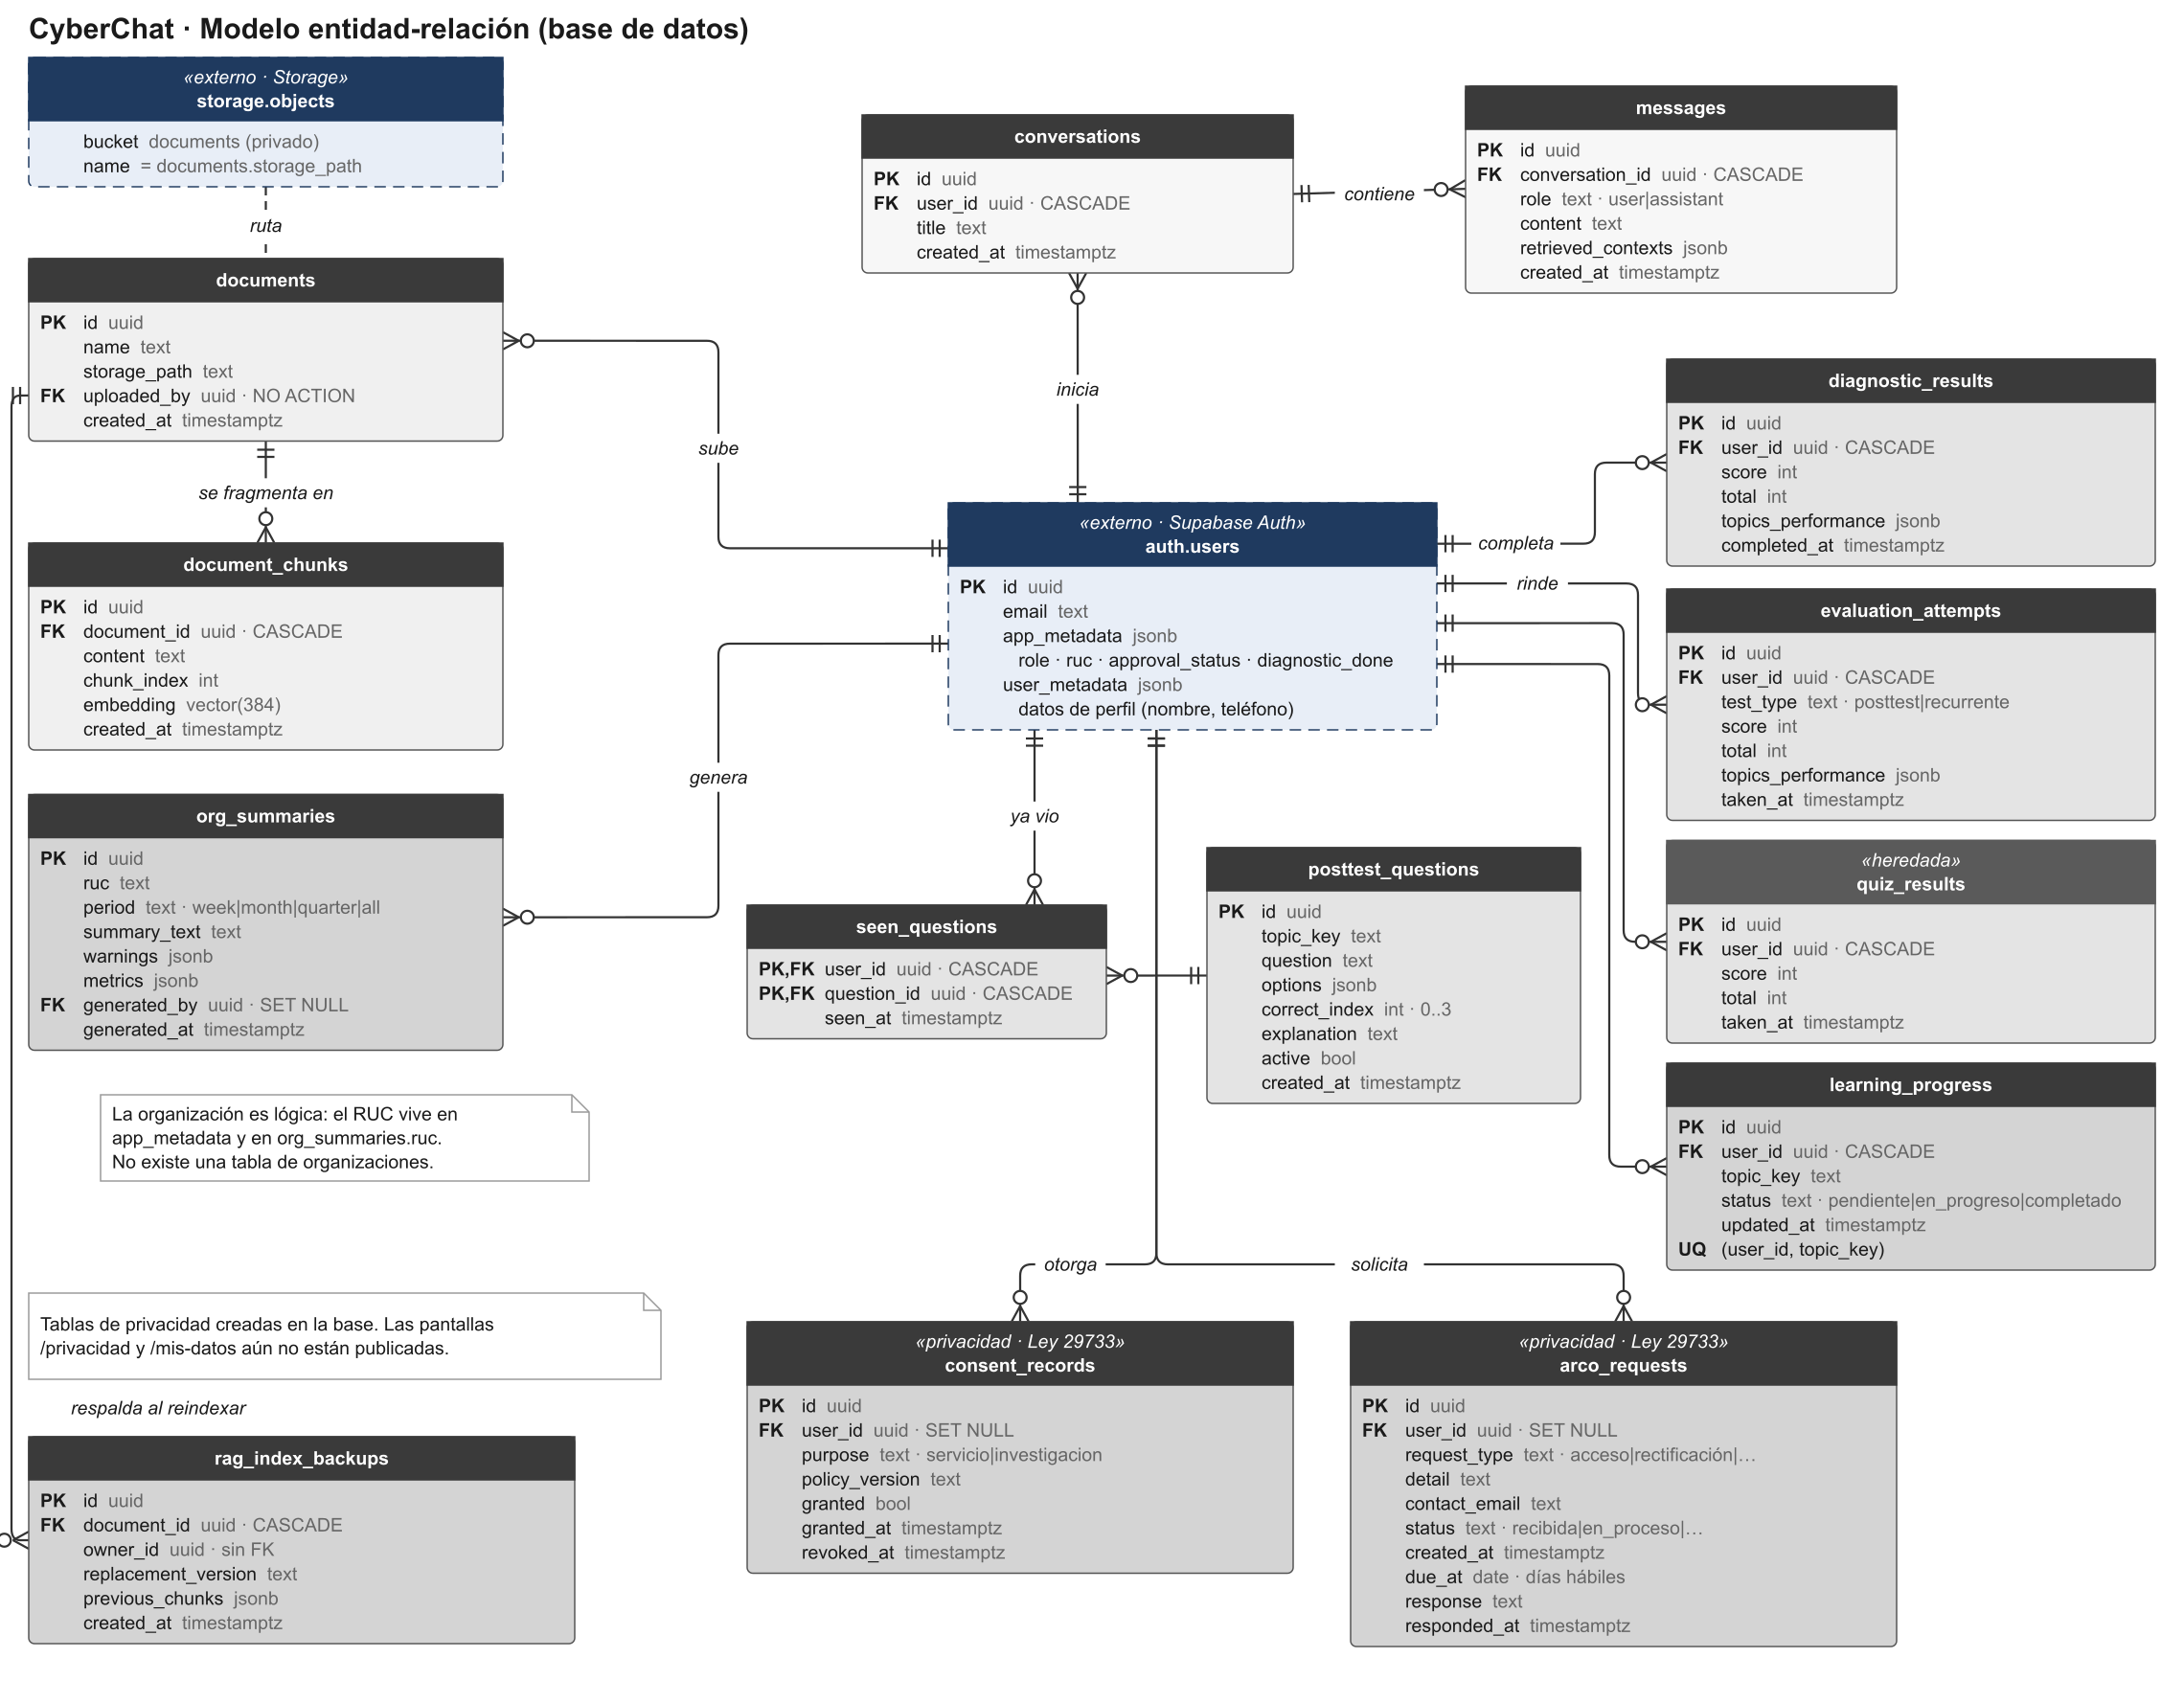 CyberChat · Modelo entidad-relación (base de datos)
«externo · Storage»
storage.objects
bucket documents (privado)
name = documents.storage_path
ruta
documents
PK id uuid
name text
storage_path text
FK uploaded_by uuid · NO ACTION
created_at timestamptz
se fragmenta en
document_chunks
PK id uuid
FK document_id uuid · CASCADE
content text
chunk_index int
embedding vector(384)
created_at timestamptz
org_summaries
PK id uuid
ruc text
period text · week|month|quarter|all
summary_text text
warnings jsonb
metrics jsonb
FK generated_by uuid · SET NULL
generated_at timestamptz
La organización es lógica: el RUC vive en
app_metadata y en org_summaries.ruc.
No existe una tabla de organizaciones.
Tablas de privacidad creadas en la base. Las pantallas
/privacidad y /mis-datos aún no están publicadas.
respalda al reindexar
rag_index_backups
PK id uuid
FK document_id uuid · CASCADE
owner_id uuid · sin FK
replacement_version text
previous_chunks jsonb
created_at timestamptz
sube
genera
conversations
PK id uuid
FK user_id uuid · CASCADE
title text
created_at timestamptz
contiene
messages
PK id uuid
FK conversation_id uuid · CASCADE
role text · user|assistant
content text
retrieved_contexts jsonb
created_at timestamptz
inicia
«externo · Supabase Auth»
auth.users
PK id uuid
email text
app_metadata jsonb
role · ruc · approval_status · diagnostic_done
user_metadata jsonb
datos de perfil (nombre, teléfono)
completa
rinde
ya vio
seen_questions
PK,FK user_id uuid · CASCADE
PK,FK question_id uuid · CASCADE
seen_at timestamptz
posttest_questions
PK id uuid
topic_key text
question text
options jsonb
correct_index int · 0..3
explanation text
active bool
created_at timestamptz
diagnostic_results
PK id uuid
FK user_id uuid · CASCADE
score int
total int
topics_performance jsonb
completed_at timestamptz
evaluation_attempts
PK id uuid
FK user_id uuid · CASCADE
test_type text · posttest|recurrente
score int
total int
topics_performance jsonb
taken_at timestamptz
«heredada»
quiz_results
PK id uuid
FK user_id uuid · CASCADE
score int
total int
taken_at timestamptz
learning_progress
PK id uuid
FK user_id uuid · CASCADE
topic_key text
status text · pendiente|en_progreso|completado
updated_at timestamptz
UQ (user_id, topic_key)
otorga
solicita
«privacidad · Ley 29733»
consent_records
PK id uuid
FK user_id uuid · SET NULL
purpose text · servicio|investigacion
policy_version text
granted bool
granted_at timestamptz
revoked_at timestamptz
«privacidad · Ley 29733»
arco_requests
PK id uuid
FK user_id uuid · SET NULL
request_type text · acceso|rectificación|…
detail text
contact_email text
status text · recibida|en_proceso|…
created_at timestamptz
due_at date · días hábiles
response text
responded_at timestamptz